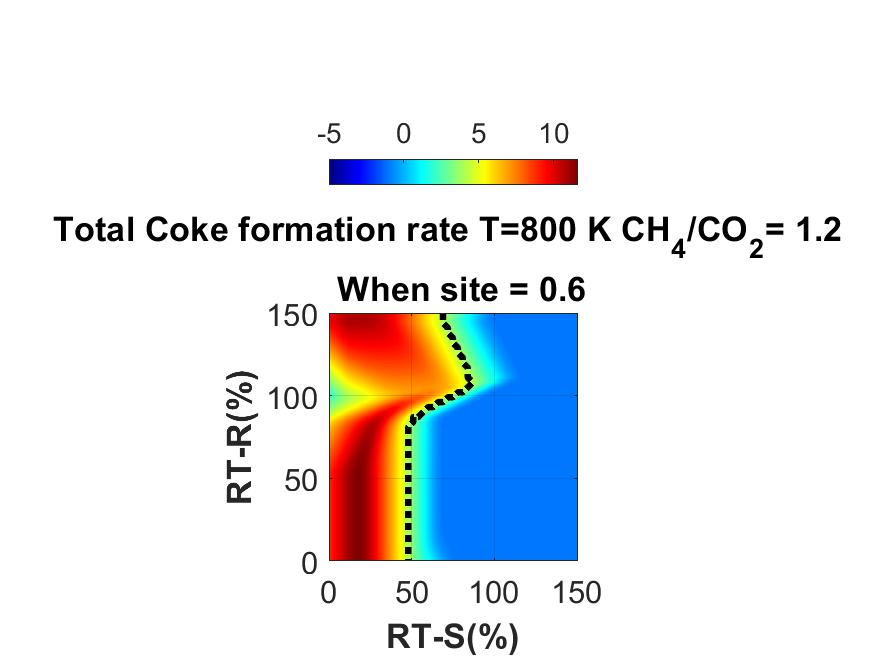 -5 0 5 10
Total Coke formation rate T=800 K CH4/CO2= 1.2
When site = 0.6
150
100
50
0
RT-R(%)
0 50 100 150
RT-S(%)